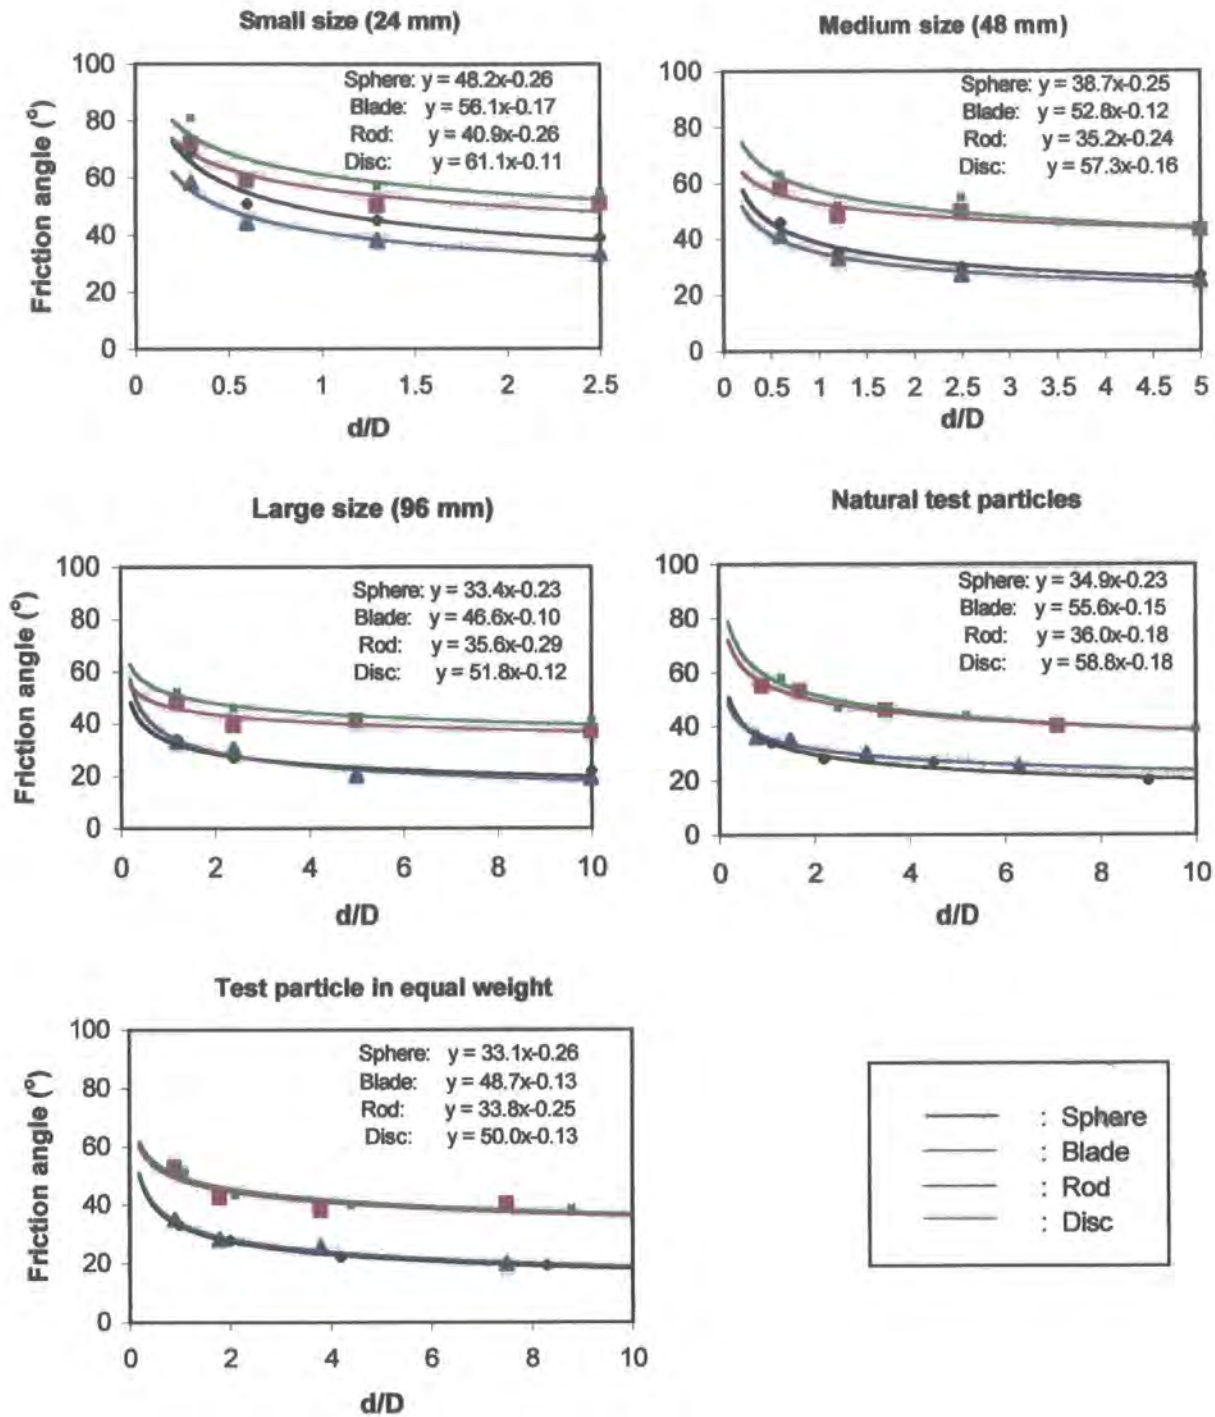 Small size (24 mm)
100
80
60
40
20
0
Friction angle (°)
Sphere: y = 48.2x-0.26
Blade: y = 56.1x-0.17
Rod: y = 40.9x-0.26
Disc: y = 61.1x-0.11
0 0.5 1 1.5 2 2.5
d/D
Medium size (48 mm)
100
80
60
40
20
0
Sphere: y = 38.7x-0.25
Blade: y = 52.8x-0.12
Rod: y = 35.2x-0.24
Disc: y = 57.3x-0.16
0 0.5 1 1.5 2 2.5 3 3.5 4 4.5 5
d/D
Large size (96 mm)
100
80
60
40
20
0
Friction angle (°)
Sphere: y = 33.4x-0.23
Blade: y = 46.6x-0.10
Rod: y = 35.6x-0.29
Disc: y = 51.8x-0.12
0 2 4 6 8 10
d/D
Natural test particles
100
80
60
40
20
0
Sphere: y = 34.9x-0.23
Blade: y = 55.6x-0.15
Rod: y = 36.0x-0.18
Disc: y = 58.8x-0.18
0 2 4 6 8 10
d/D
Test particle in equal weight
100
80
60
40
20
0
Friction angle (°)
Sphere: y = 33.1x-0.26
Blade: y = 48.7x-0.13
Rod: y = 33.8x-0.25
Disc: y = 50.0x-0.13
0 2 4 6 8 10
d/D
: Sphere
: Blade
: Rod
: Disc